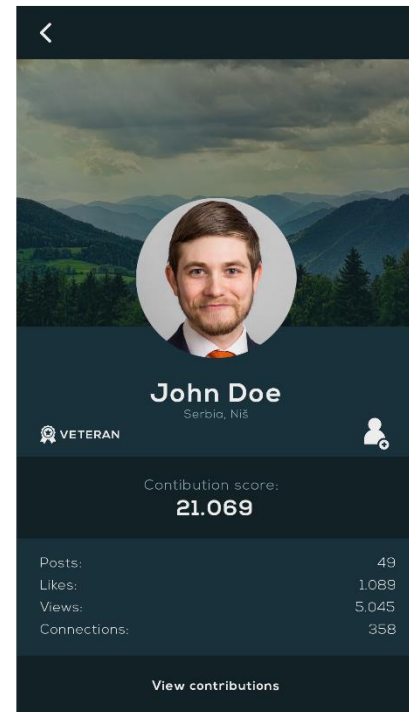 John Doe
Serbia, Niš
VETERAN
Contibution score:
21.069
Posts: 49
Likes: 1.089
Views: 5.045
Connections: 358
View contributions